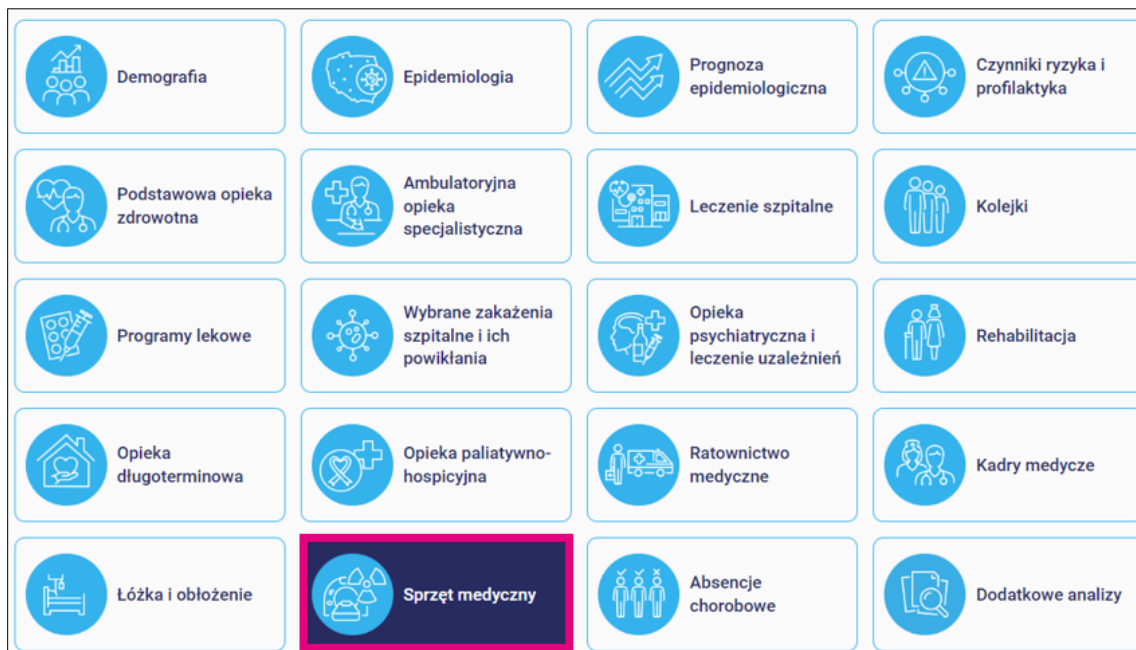 Demografia
Epidemiologia
Prognoza
epidemiologiczna
Czynniki ryzyka i
profilaktyka
Podstawowa opieka
zdrowotna
Ambulatoryjna
opieka
specjalistyczna
Leczenie szpitalne
Kolejki
Programy lekowe
Wybrane zakażenia
szpitalne i ich
powikłania
Opieka
psychiatryczna i
leczenie uzależnień
Rehabilitacja
Opieka
długoterminowa
Opieka paliatywno-
hospicyjna
Ratownictwo
medyczne
Kadry medycze
Łóżka i obłożenie
Sprzęt medyczny
Absencje
chorobowe
Dodatkowe analizy